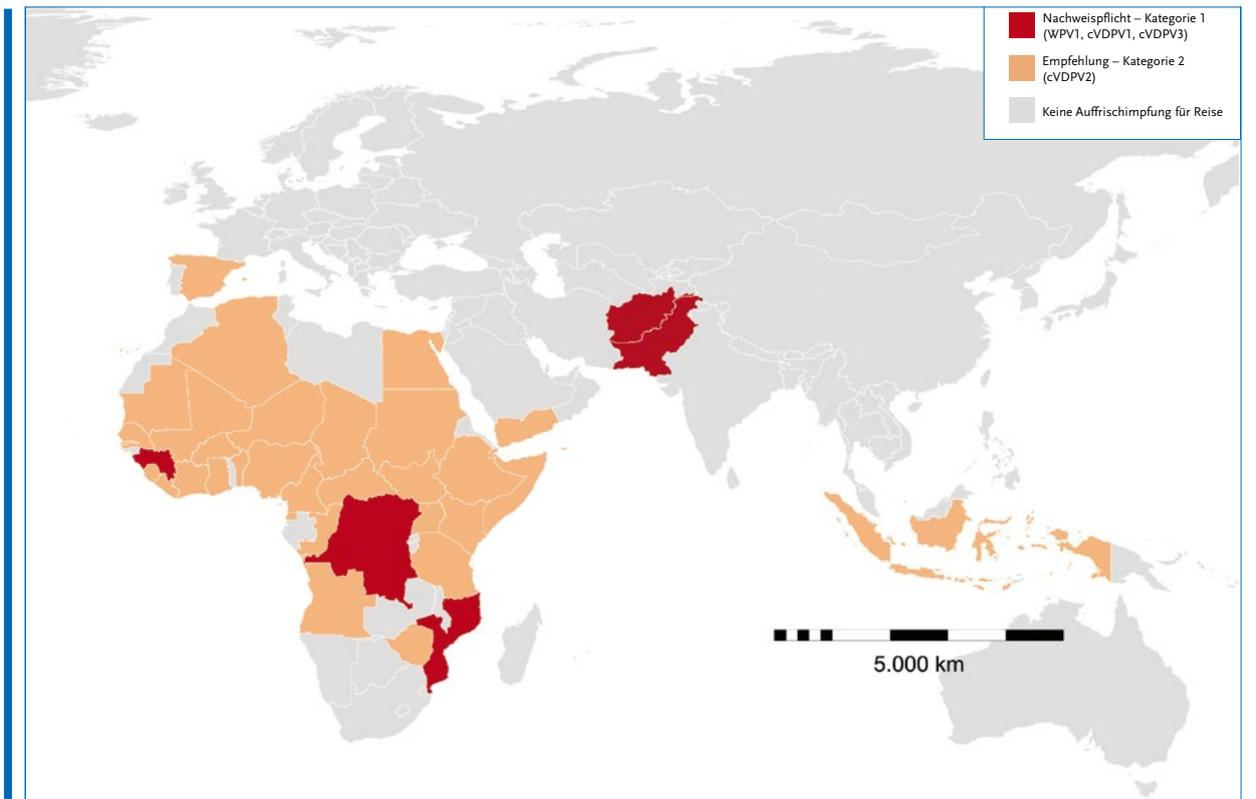 Nachweispflicht – Kategorie 1
(WPV1, cVDPV1, cVDPV3)
Empfehlung – Kategorie 2
(cVDPV2)
Keine Auffrischimpfung für Reise
5.000 km